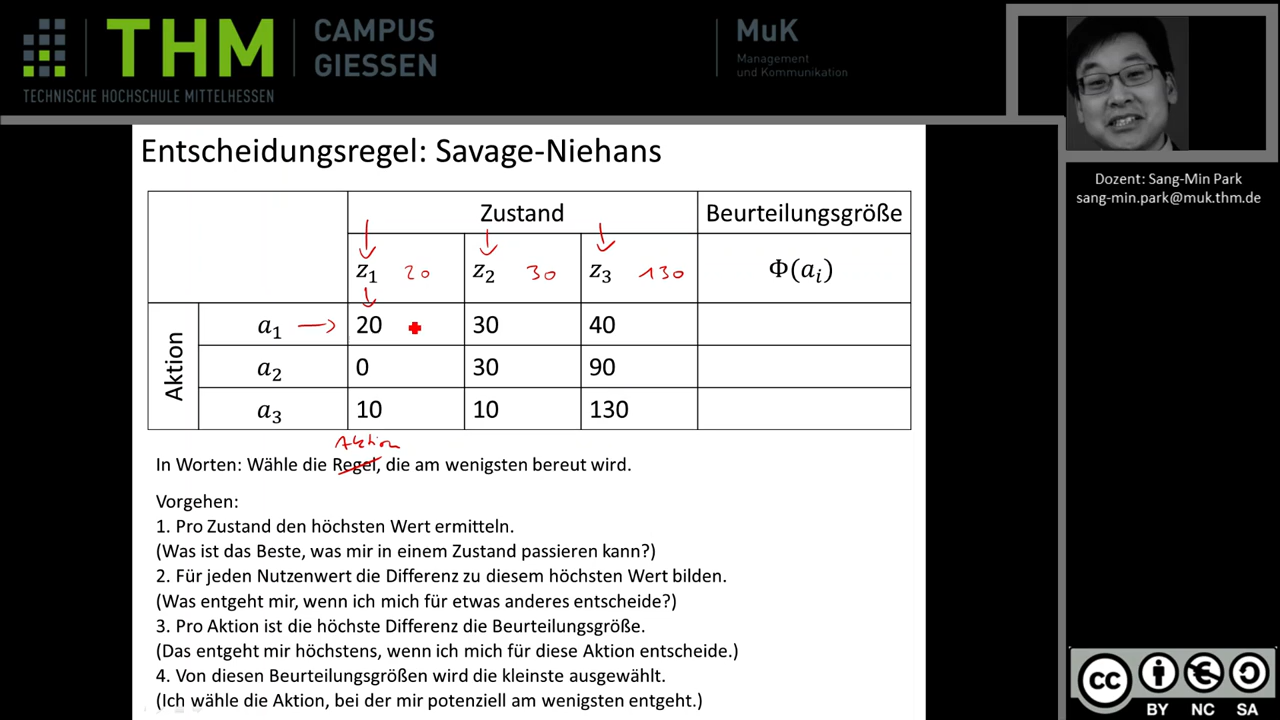 THM
CAMPUS
GIESSEN
TECHNISCHE HOCHSCHULE MITTELHESSEN
MuK
Management
und Kommunikation
Dozent: Sang-Min Park
sang-min.park@muk.thm.de
Entscheidungsregel: Savage-Niehans
Zustand Beurteilungsgröße
z₁ 20 z₂ 30 z₃ 130 Φ(aᵢ)
Aktion
a₁ 20 30 40
a₂ 0 30 90
a₃ 10 10 130
Aktion
In Worten: Wähle die Regel, die am wenigsten bereut wird.
Vorgehen:
1. Pro Zustand den höchsten Wert ermitteln.
(Was ist das Beste, was mir in einem Zustand passieren kann?)
2. Für jeden Nutzenwert die Differenz zu diesem höchsten Wert bilden.
(Was entgeht mir, wenn ich mich für etwas anderes entscheide?)
3. Pro Aktion ist die höchste Differenz die Beurteilungsgröße.
(Das entgeht mir höchstens, wenn ich mich für diese Aktion entscheide.)
4. Von diesen Beurteilungsgrößen wird die kleinste ausgewählt.
(Ich wähle die Aktion, bei der mir potenziell am wenigsten entgeht.)
cc
BY NC SA